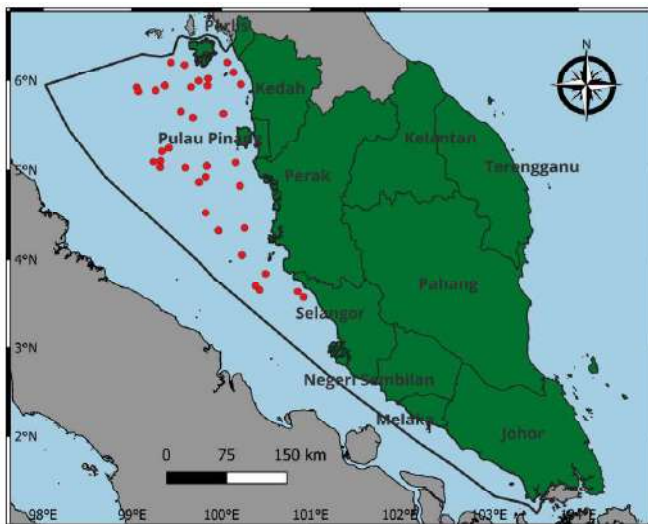 Perlis
N
6°N
Kedah
Pulau Pinang
Kelantan
Terengganu
5°N
Perak
4°N
Pahang
Selangor
3°N
Negeri Sembilan
Melaka
Johor
2°N
0 75 150 km
98°E 99°E 100°E 101°E 102°E 103°E 104°E